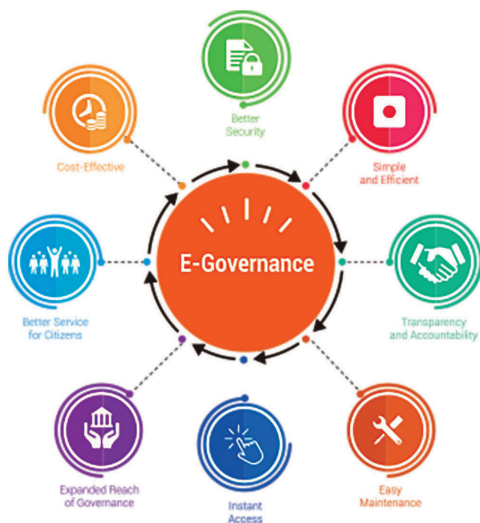 Better
Security
Cost-Effective
Simple
and Efficient
E-Governance
Better Service
for Citizens
Transparency
and Accountability
Expanded Reach
of Governance
Instant
Access
Easy
Maintenance